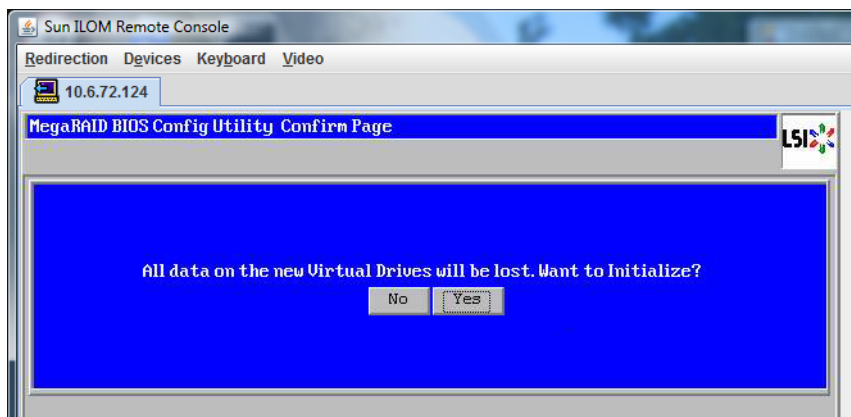 Sun ILOM Remote Console
Redirection Devices Keyboard Video
10.6.72.124
MegaRAID BIOS Config Utility Confirm Page
LSI
All data on the new Virtual Drives will be lost. Want to Initialize?
No Yes